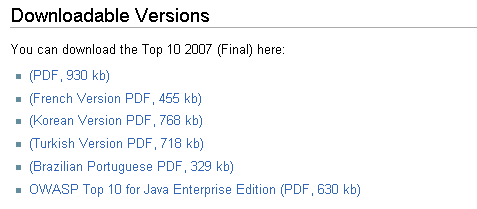 Downloadable Versions
You can download the Top 10 2007 (Final) here:
(PDF, 930 kb)
(French Version PDF, 455 kb)
(Korean Version PDF, 768 kb)
(Turkish Version PDF, 718 kb)
(Brazilian Portuguese PDF, 329 kb)
OWASP Top 10 for Java Enterprise Edition (PDF, 630 kb)